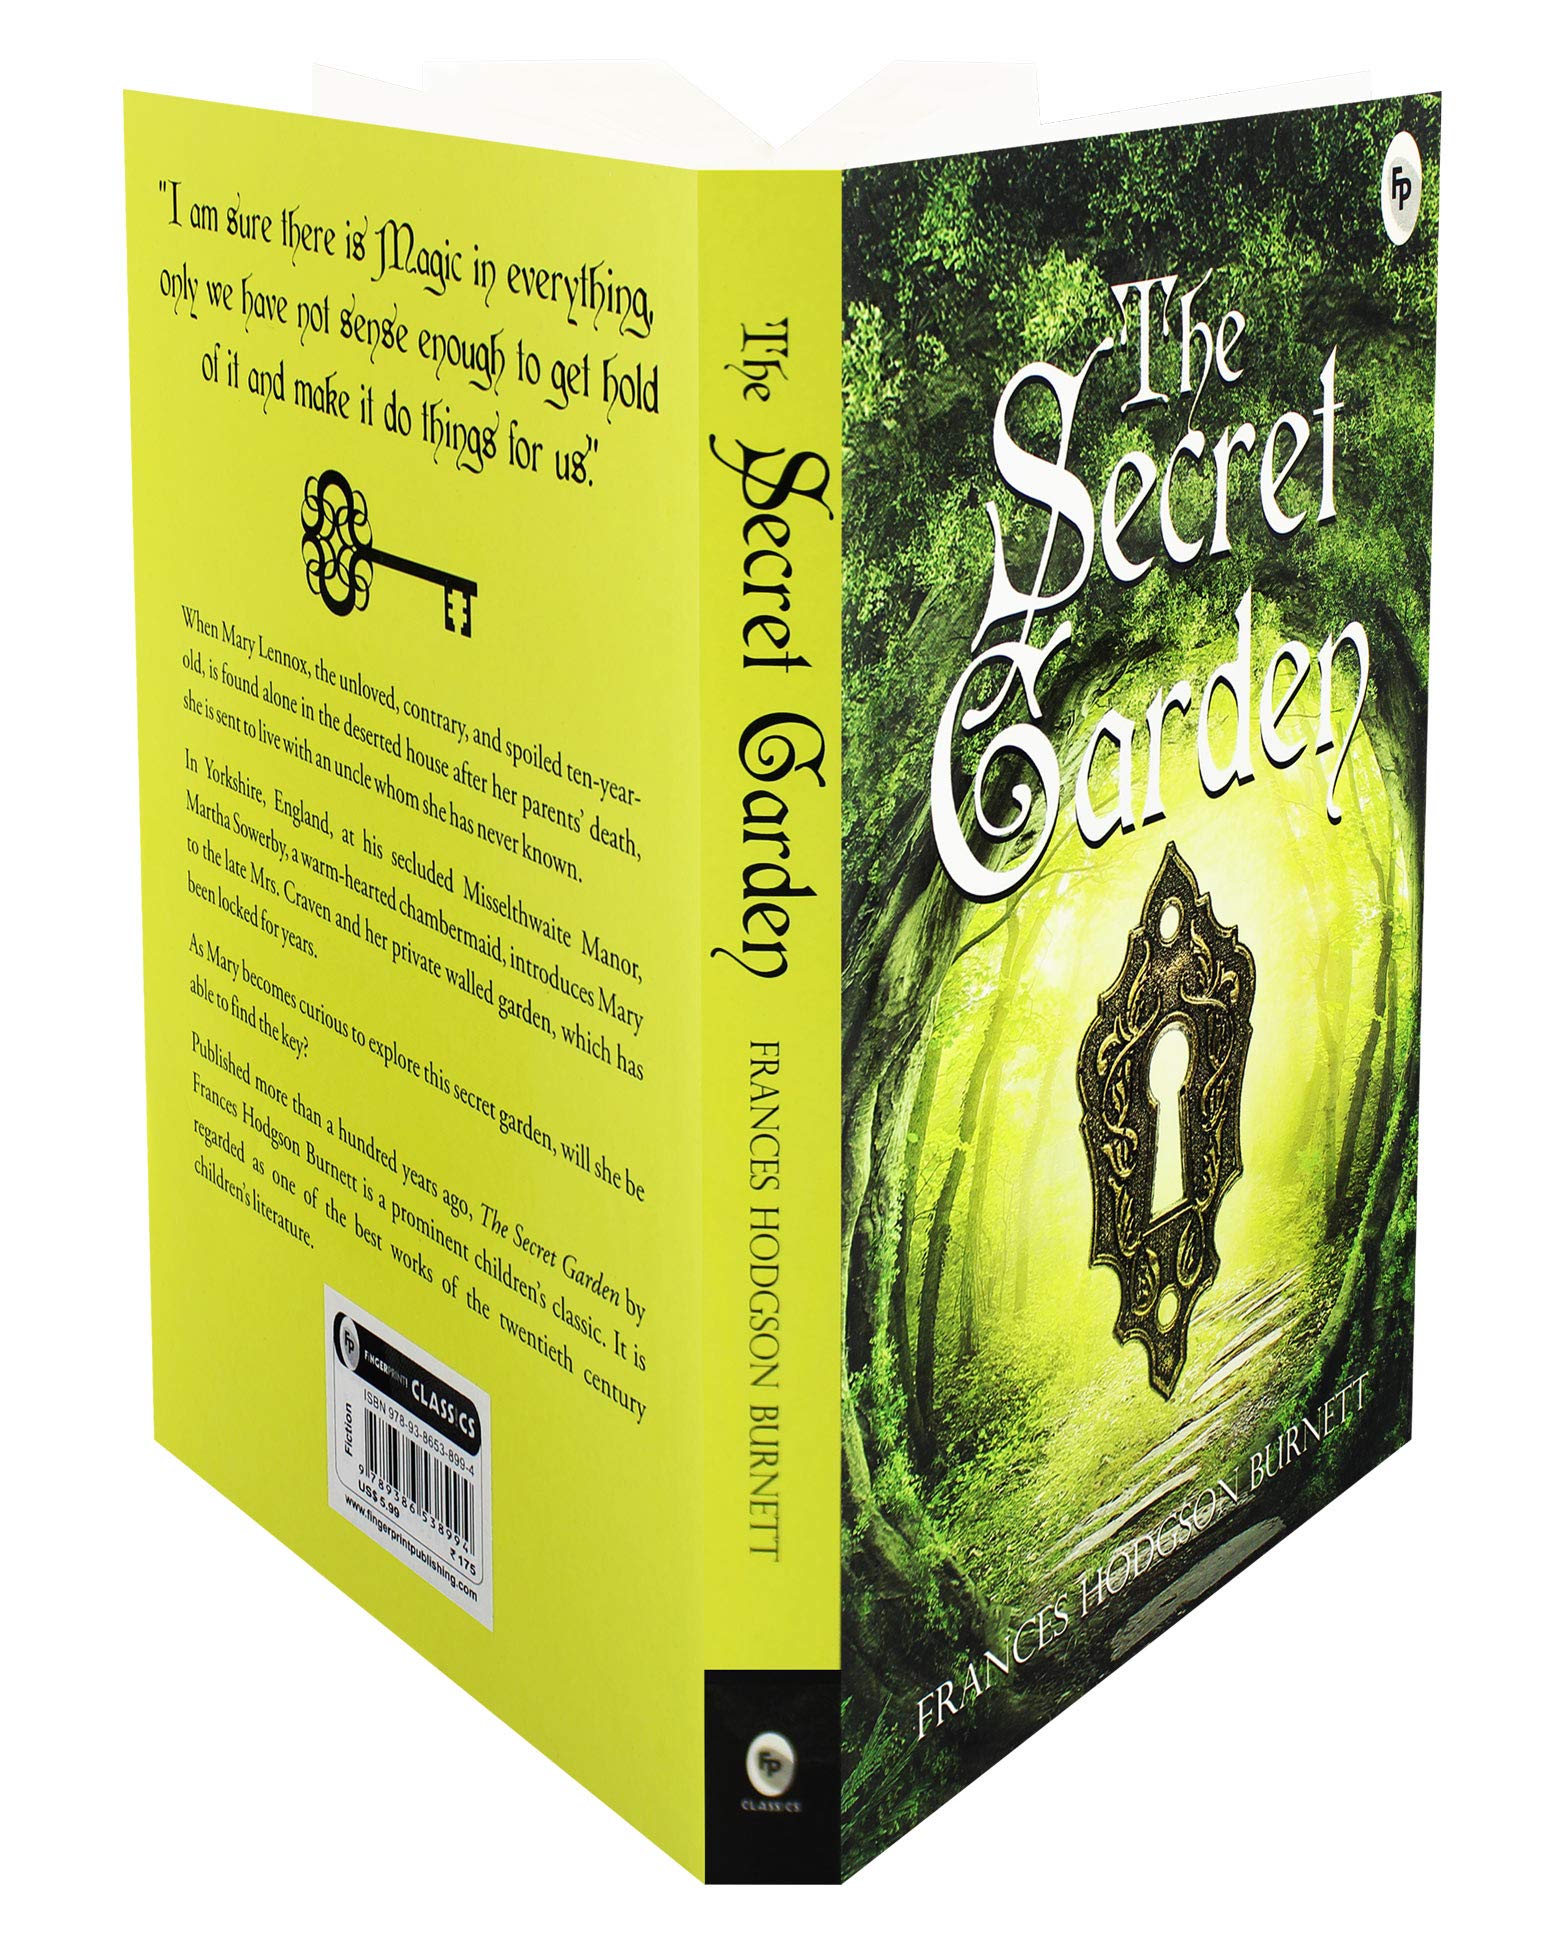 "I am sure there is Magic in everything,
only we have not sense enough to get hold
of it and make it do things for us."
When Mary Lennox, the unloved, contrary, and spoiled ten-year-
old, is found alone in the deserted house after her parents' death,
she is sent to live with an uncle whom she has never known.
In Yorkshire, England, at his secluded Misselthwaite Manor,
Martha Sowerby, a warm-hearted chambermaid, introduces Mary
to the late Mrs. Craven and her private walled garden, which has
been locked for years.
As Mary becomes curious to explore this secret garden, will she be
able to find the key?
Published more than a hundred years ago, The Secret Garden by
Frances Hodgson Burnett is a prominent children's classic. It is
regarded as one of the best works of the twentieth century
children's literature.
FP
FINGERPRINT! CLASSICS
Fiction
ISBN 978-93-8653-899-4
9 789386 538994
US$ 5.99
₹ 175
www.fingerprintpublishing.com
The Secret Garden FRANCES HODGSON BURNETT
FP
CLASSICS
FP
The
Secret
Garden
FRANCES HODGSON BURNETT